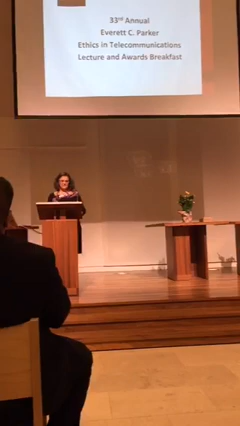 33rd Annual
Everett C. Parker
Ethics in Telecommunications
Lecture and Awards Breakfast